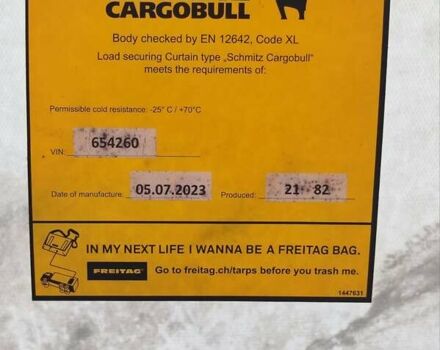 CARGOBULL
Body checked by EN 12642, Code XL
Load securing Curtain type „Schmitz Cargobull"
meets the requirements of:
Permissible cold resistance: -25° C / +70°C
VIN: 654260
Date of manufacture: 05.07.2023 Produced: 21 82
IN MY NEXT LIFE I WANNA BE A FREITAG BAG.
FREITAG Go to freitag.ch/tarps before you trash me.
1447631